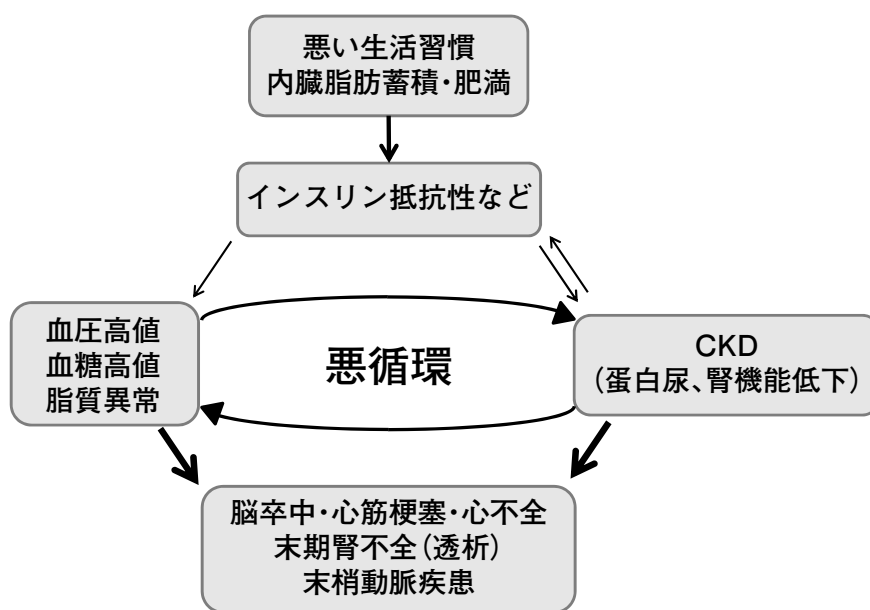 悪い生活習慣
内臓脂肪蓄積・肥満
インスリン抵抗性など
血圧高値
血糖高値
脂質異常
悪循環
CKD
（蛋白尿、腎機能低下）
脳卒中・心筋梗塞・心不全
末期腎不全（透析）
末梢動脈疾患